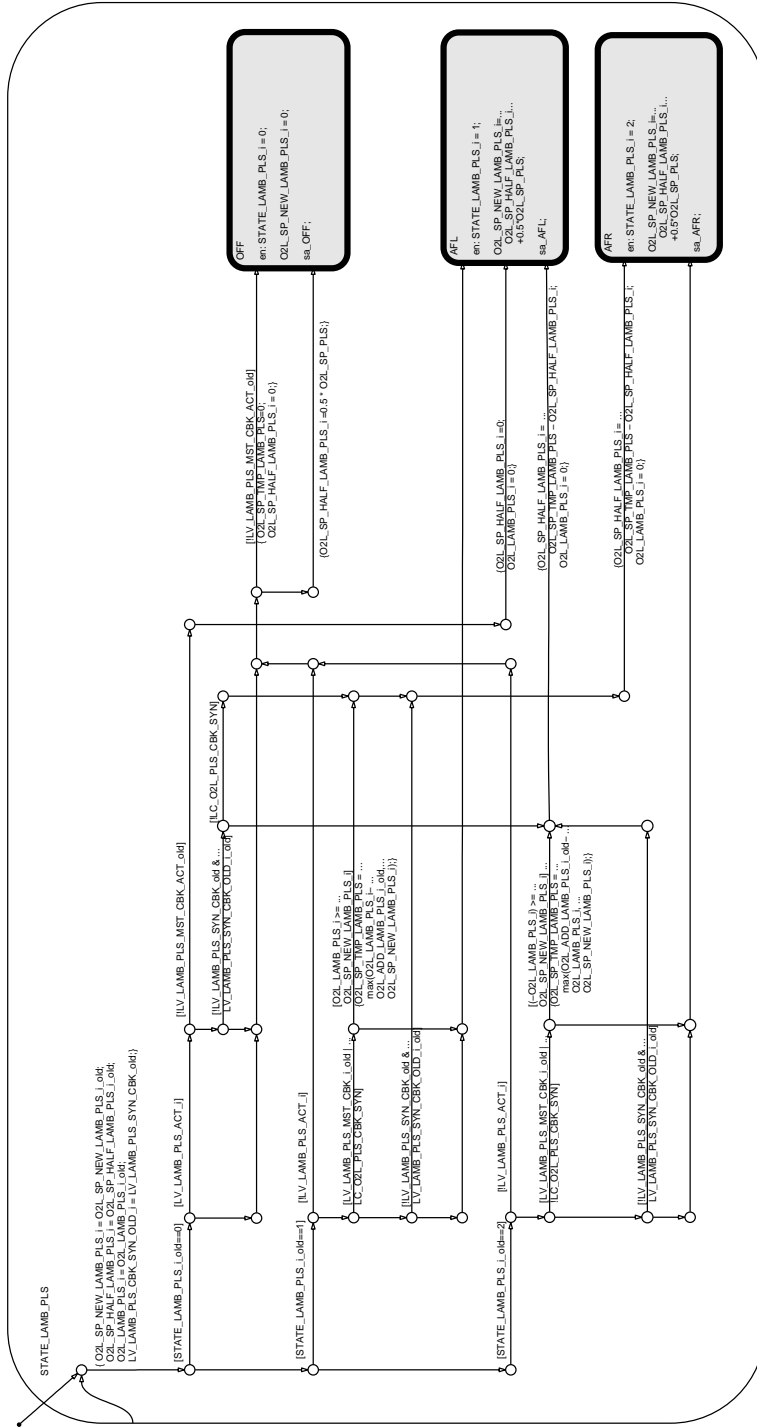 STATE_LAMB_PLS
{ O2L_SP_NEW_LAMB_PLS_i = O2L_SP_NEW_LAMB_PLS_i_old;
O2L_SP_HALF_LAMB_PLS_i = O2L_SP_HALF_LAMB_PLS_i_old;
O2L_LAMB_PLS_i = O2L_LAMB_PLS_i_old;
LV_LAMB_PLS_CBK_SYN_OLD_i = LV_LAMB_PLS_SYN_CBK_old;}
[STATE_LAMB_PLS_i_old==0]
[LV_LAMB_PLS_ACT_i]
[!LV_LAMB_PLS_MST_CBK_ACT_old]
[!LV_LAMB_PLS_SYN_CBK_old & ...
LV_LAMB_PLS_SYN_CBK_OLD_i_old]
[!LC_O2L_PLS_CBK_SYN]
[!LV_LAMB_PLS_MST_CBK_ACT_old]
{ O2L_SP_TMP_LAMB_PLS=0;
O2L_SP_HALF_LAMB_PLS_i = 0;}
{O2L_SP_HALF_LAMB_PLS_i =0.5 * O2L_SP_PLS;}
OFF
en: STATE_LAMB_PLS_i = 0;
O2L_SP_NEW_LAMB_PLS_i = 0;
sa_OFF;
[STATE_LAMB_PLS_i_old==1]
[!LV_LAMB_PLS_ACT_i]
[LV_LAMB_PLS_MST_CBK_i_old | ...
LC_O2L_PLS_CBK_SYN]
[!LV_LAMB_PLS_SYN_CBK_old & ...
LV_LAMB_PLS_SYN_CBK_OLD_i_old]
[O2L_LAMB_PLS_i >= ...
O2L_SP_NEW_LAMB_PLS_i]
{O2L_SP_TMP_LAMB_PLS = ...
max(O2L_LAMB_PLS_i− ...
O2L_ADD_LAMB_PLS_i_old,...
O2L_SP_NEW_LAMB_PLS_i);}
{O2L_SP_HALF_LAMB_PLS_i =0;
O2L_LAMB_PLS_i = 0;}
{O2L_SP_HALF_LAMB_PLS_i = ...
O2L_SP_TMP_LAMB_PLS − O2L_SP_HALF_LAMB_PLS_i;
O2L_LAMB_PLS_i = 0;}
AFL
en: STATE_LAMB_PLS_i = 1;
O2L_SP_NEW_LAMB_PLS_i=...
O2L_SP_HALF_LAMB_PLS_i...
+0.5*O2L_SP_PLS;
sa_AFL;
[STATE_LAMB_PLS_i_old==2]
[!LV_LAMB_PLS_ACT_i]
[LV_LAMB_PLS_MST_CBK_i_old | ...
!LC_O2L_PLS_CBK_SYN]
[!LV_LAMB_PLS_SYN_CBK_old & ...
LV_LAMB_PLS_SYN_CBK_OLD_i_old]
[(−O2L_LAMB_PLS_i) >= ...
O2L_SP_NEW_LAMB_PLS_i] ...
{O2L_SP_TMP_LAMB_PLS = ...
max(O2L_ADD_LAMB_PLS_i_old− ...
O2L_LAMB_PLS_i, ...
O2L_SP_NEW_LAMB_PLS_i);}
{O2L_SP_HALF_LAMB_PLS_i = ...
O2L_SP_TMP_LAMB_PLS − O2L_SP_HALF_LAMB_PLS_i;
O2L_LAMB_PLS_i = 0;}
AFR
en: STATE_LAMB_PLS_i = 2;
O2L_SP_NEW_LAMB_PLS_i=...
O2L_SP_HALF_LAMB_PLS_i...
+0.5*O2L_SP_PLS;
sa_AFR;